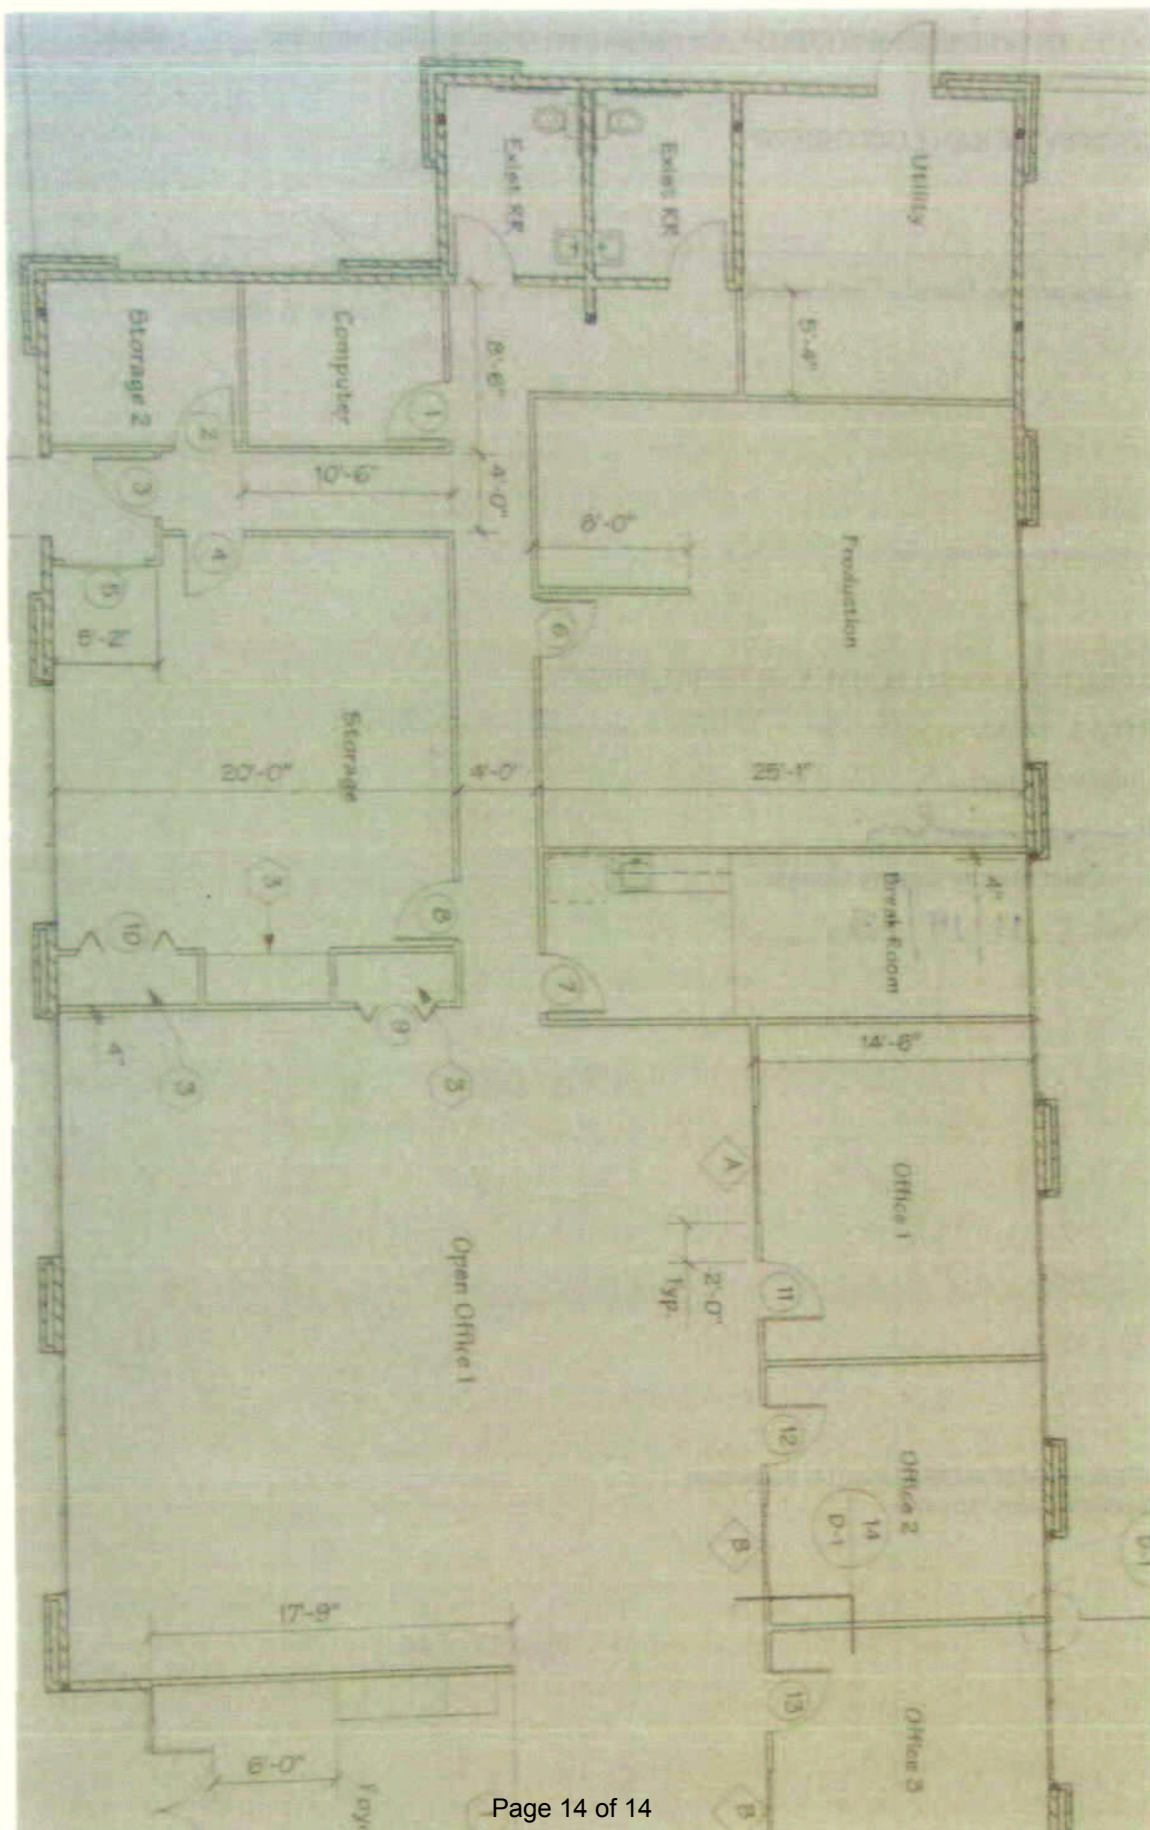 Utility
Exist RR
Exist RR
5'-4"
8'-6"
Computer
Storage 2
1
2
3
4
5
10'-6"
4'-0"
6'-0"
Production
6
Storage
20'-0"
4'-0"
25'-1"
4"
Break Room
3
8
10
7
9
4"
3
3
14'-6"
A
Office 1
Open Office 1
2'-0"
Typ.
11
12
Office 2
14
D-1
B
D-1
17'-9"
13
Office 3
6'-0"
B
Page 14 of 14